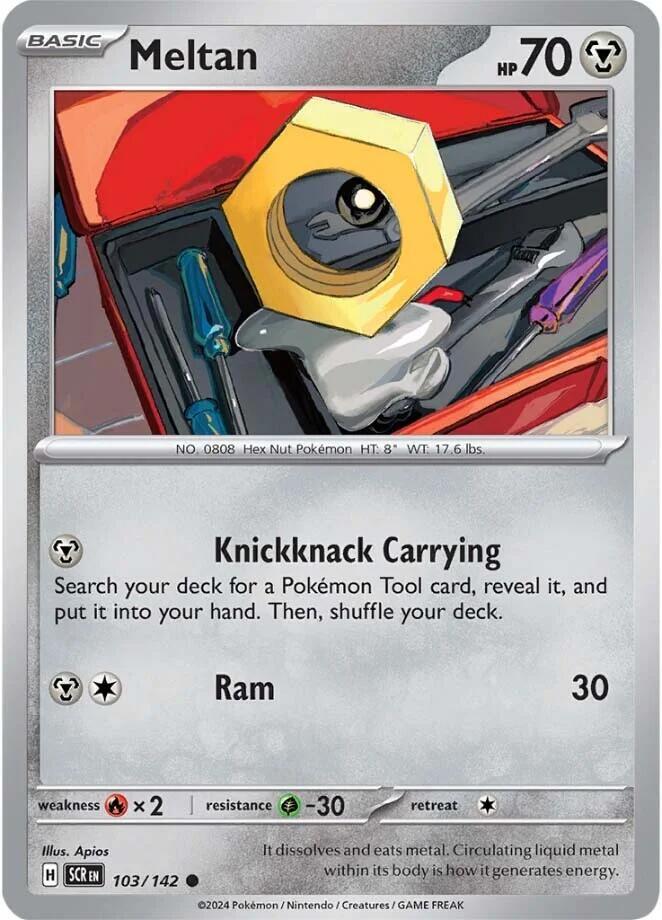 BASIC Meltan HP 70
NO. 0808 Hex Nut Pokémon HT: 8" WT: 17.6 lbs.
Knickknack Carrying
Search your deck for a Pokémon Tool card, reveal it, and
put it into your hand. Then, shuffle your deck.
Ram 30
weakness ×2 resistance -30 retreat
Illus. Apios
It dissolves and eats metal. Circulating liquid metal
within its body is how it generates energy.
H SCR EN 103/142
©2024 Pokémon / Nintendo / Creatures / GAME FREAK